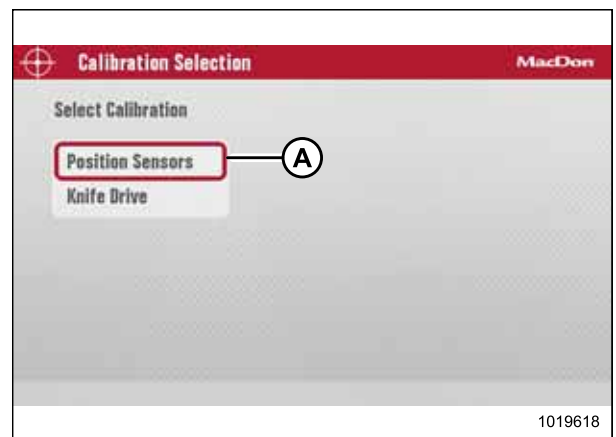 Calibration Selection MacDon
Select Calibration
Position Sensors
A
Knife Drive
1019618